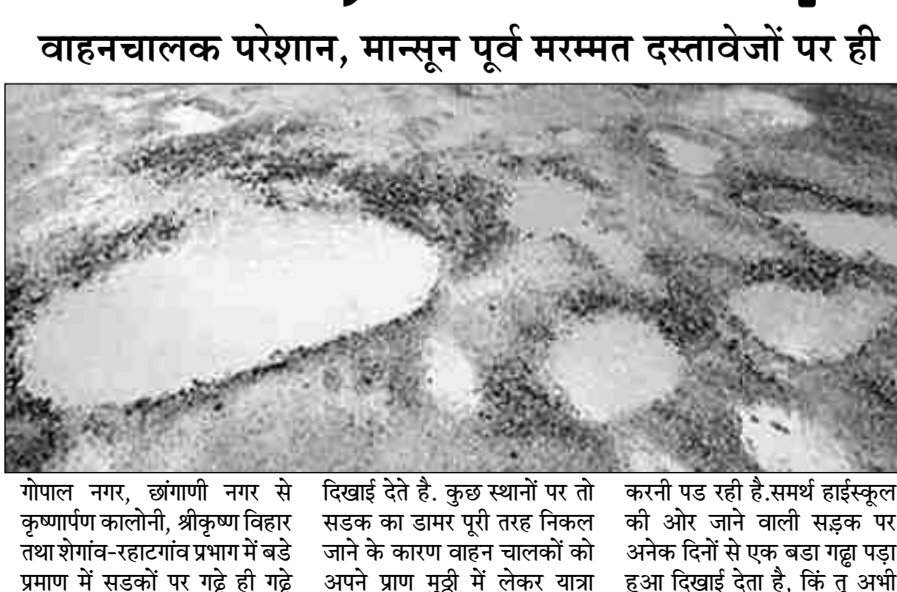 वाहनचालक परेशान, मान्सून पूर्व मरम्मत दस्तावेजों पर ही
गोपाल नगर, छांगाणी नगर से
कृष्णार्पण कालोनी, श्रीकृष्ण विहार
तथा शेगांव-रहाटगांव प्रभाग में बडे
प्रमाण में सडकों पर गढ्ढे ही गढ्ढे
दिखाई देते है. कुछ स्थानों पर तो
सडक का डामर पूरी तरह निकल
जाने के कारण वाहन चालकों को
अपने प्राण मुठ्ठी में लेकर यात्रा
करनी पड रही है.समर्थ हाईस्कूल
की ओर जाने वाली सड़क पर
अनेक दिनों से एक बडा गढ्ढा पड़ा
हुआ दिखाई देता है, किं तु अभी